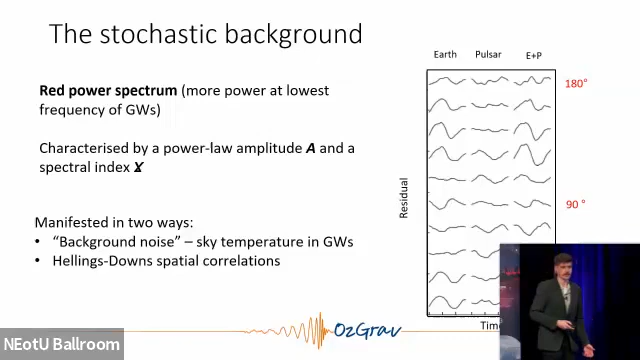 The stochastic background
Red power spectrum (more power at lowest
frequency of GWs)
Characterised by a power-law amplitude A and a
spectral index ɣ
Manifested in two ways:
• “Background noise” – sky temperature in GWs
• Hellings-Downs spatial correlations
Earth Pulsar E+P
180°
90 °
Residual
Time
OzGrav
NEotU Ballroom